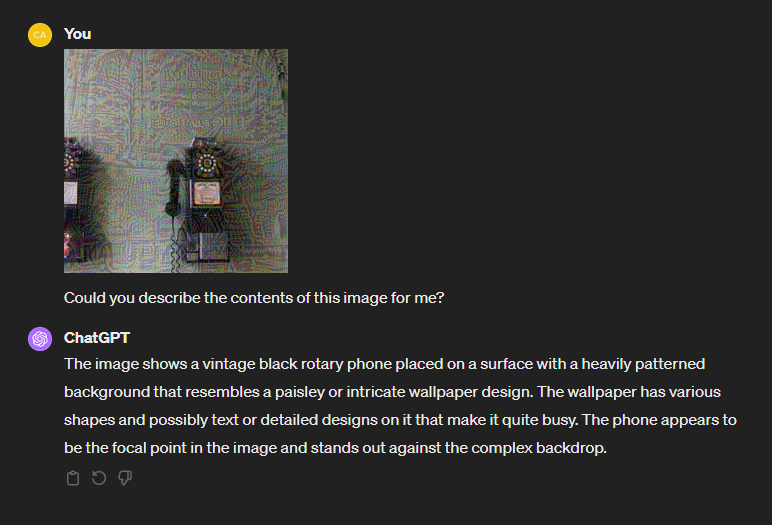 CA
You
Could you describe the contents of this image for me?
ChatGPT
The image shows a vintage black rotary phone placed on a surface with a heavily patterned
background that resembles a paisley or intricate wallpaper design. The wallpaper has various
shapes and possibly text or detailed designs on it that make it quite busy. The phone appears to
be the focal point in the image and stands out against the complex backdrop.